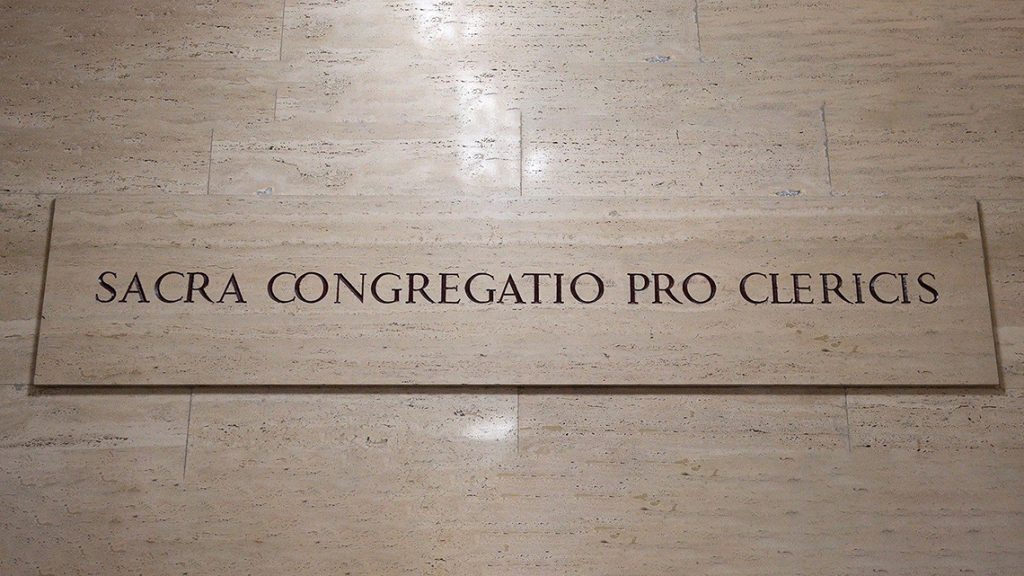 SACRA CONGREGATIO PRO CLERICIS